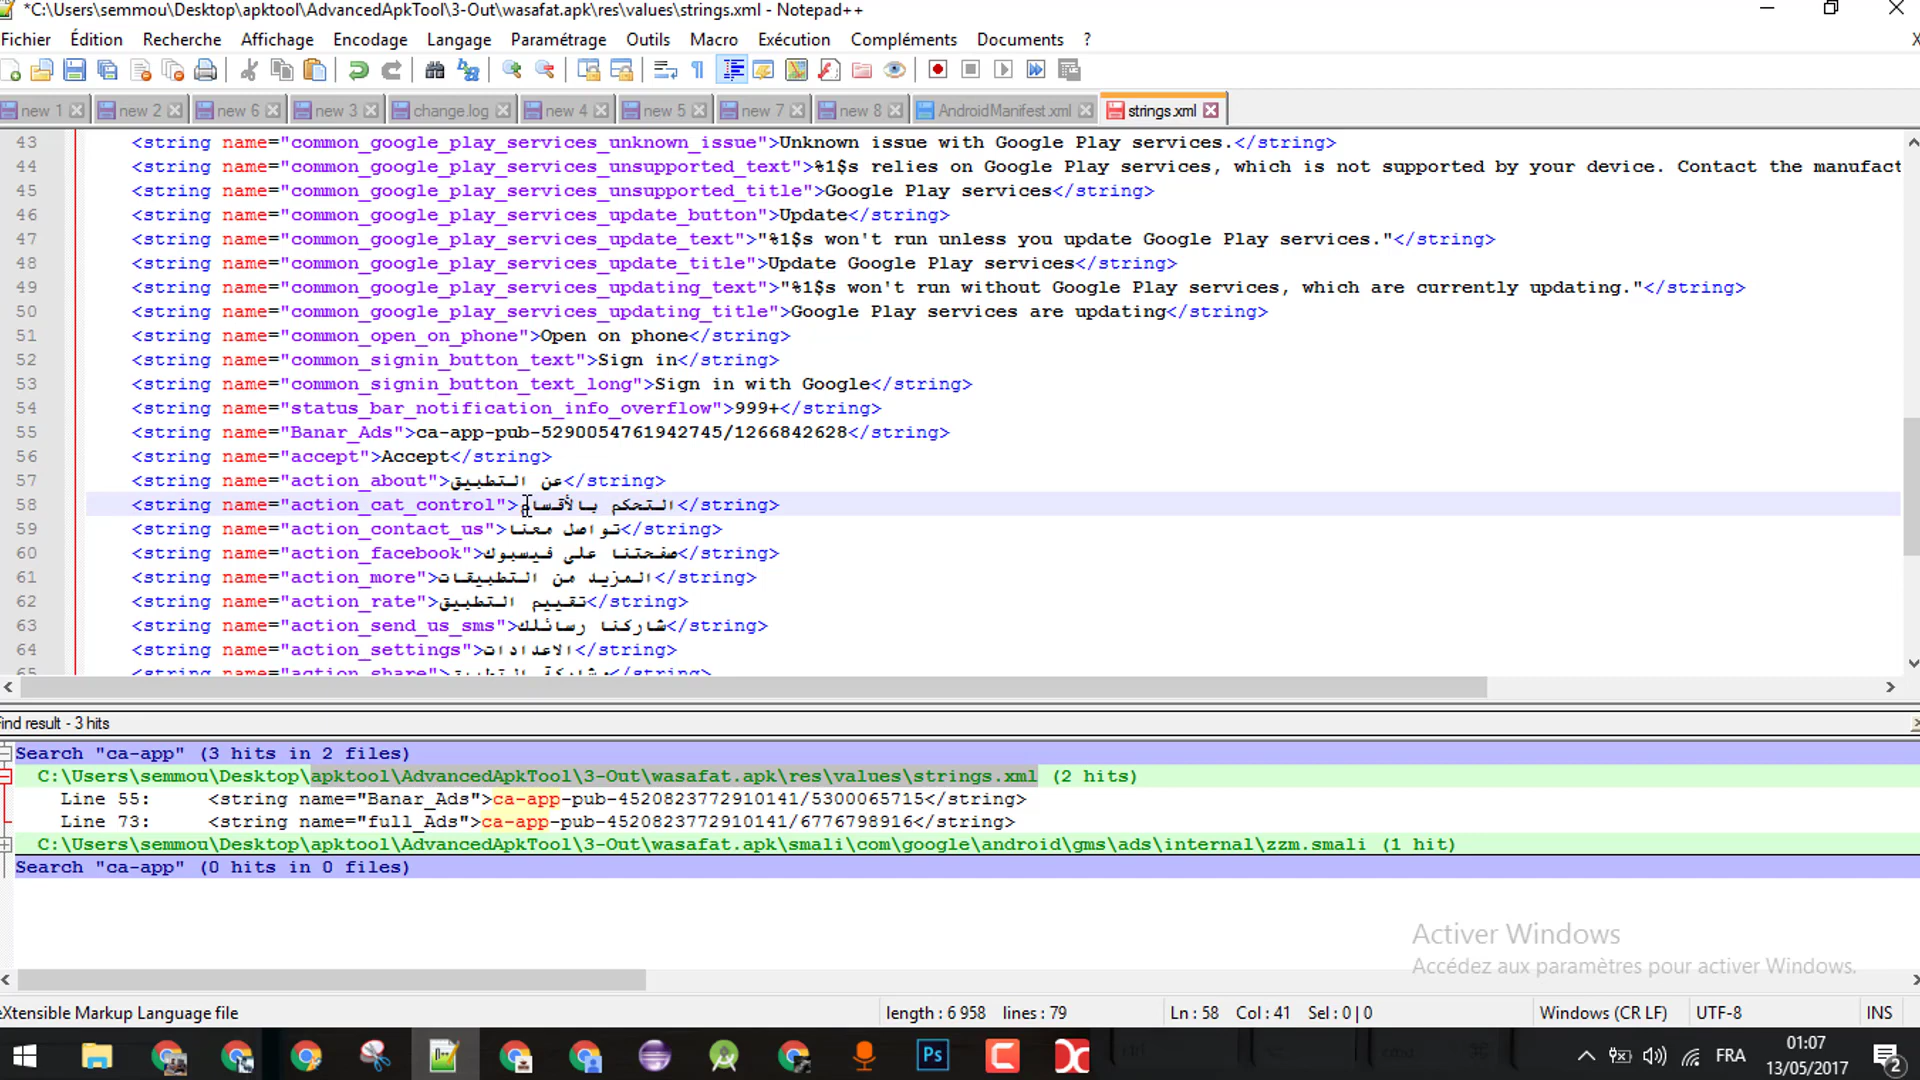 *C:\Users\semmou\Desktop\apktool\AdvancedApkTool\3-Out\wasafat.apk\res\values\strings.xml - Notepad++
Fichier Édition Recherche Affichage Encodage Langage Paramétrage Outils Macro Exécution Compléments Documents ?
new 1 new 2 new 6 new 3 change.log new 4 new 5 new 7 new 8 AndroidManifest.xml strings.xml
43 <string name="common_google_play_services_unknown_issue">Unknown issue with Google Play services.</string>
44 <string name="common_google_play_services_unsupported_text">%1$s relies on Google Play services, which is not supported by your device. Contact the manufact
45 <string name="common_google_play_services_unsupported_title">Google Play services</string>
46 <string name="common_google_play_services_update_button">Update</string>
47 <string name="common_google_play_services_update_text">"%1$s won't run unless you update Google Play services."</string>
48 <string name="common_google_play_services_update_title">Update Google Play services</string>
49 <string name="common_google_play_services_updating_text">"%1$s won't run without Google Play services, which are currently updating."</string>
50 <string name="common_google_play_services_updating_title">Google Play services are updating</string>
51 <string name="common_open_on_phone">Open on phone</string>
52 <string name="common_signin_button_text">Sign in</string>
53 <string name="common_signin_button_text_long">Sign in with Google</string>
54 <string name="status_bar_notification_info_overflow">999+</string>
55 <string name="Banar_Ads">ca-app-pub-5290054761942745/1266842628</string>
56 <string name="accept">Accept</string>
57 <string name="action_about">عن التطبيق</string>
58 <string name="action_cat_control">التحكم بالأقسام</string>
59 <string name="action_contact_us">تواصل معنا</string>
60 <string name="action_facebook">صفحتنا على فيسبوك</string>
61 <string name="action_more">المزيد من التطبيقات</string>
62 <string name="action_rate">تقييم التطبيق</string>
63 <string name="action_send_us_sms">شاركنا رسائلك</string>
64 <string name="action_settings">الاعدادات</string>
65 <string name="action_share">مشاركة التطبيق</string>
Find result - 3 hits
Search "ca-app" (3 hits in 2 files)
C:\Users\semmou\Desktop\apktool\AdvancedApkTool\3-Out\wasafat.apk\res\values\strings.xml (2 hits)
Line 55: <string name="Banar_Ads">ca-app-pub-4520823772910141/5300065715</string>
Line 73: <string name="full_Ads">ca-app-pub-4520823772910141/6776798916</string>
C:\Users\semmou\Desktop\apktool\AdvancedApkTool\3-Out\wasafat.apk\smali\com\google\android\gms\ads\internal\zzm.smali (1 hit)
Search "ca-app" (0 hits in 0 files)
Activer Windows
Accédez aux paramètres pour activer Windows.
eXtensible Markup Language file length : 6 958 lines : 79 Ln : 58 Col : 41 Sel : 0 | 0 Windows (CR LF) UTF-8 INS
Ps FRA 01:07
13/05/2017 2